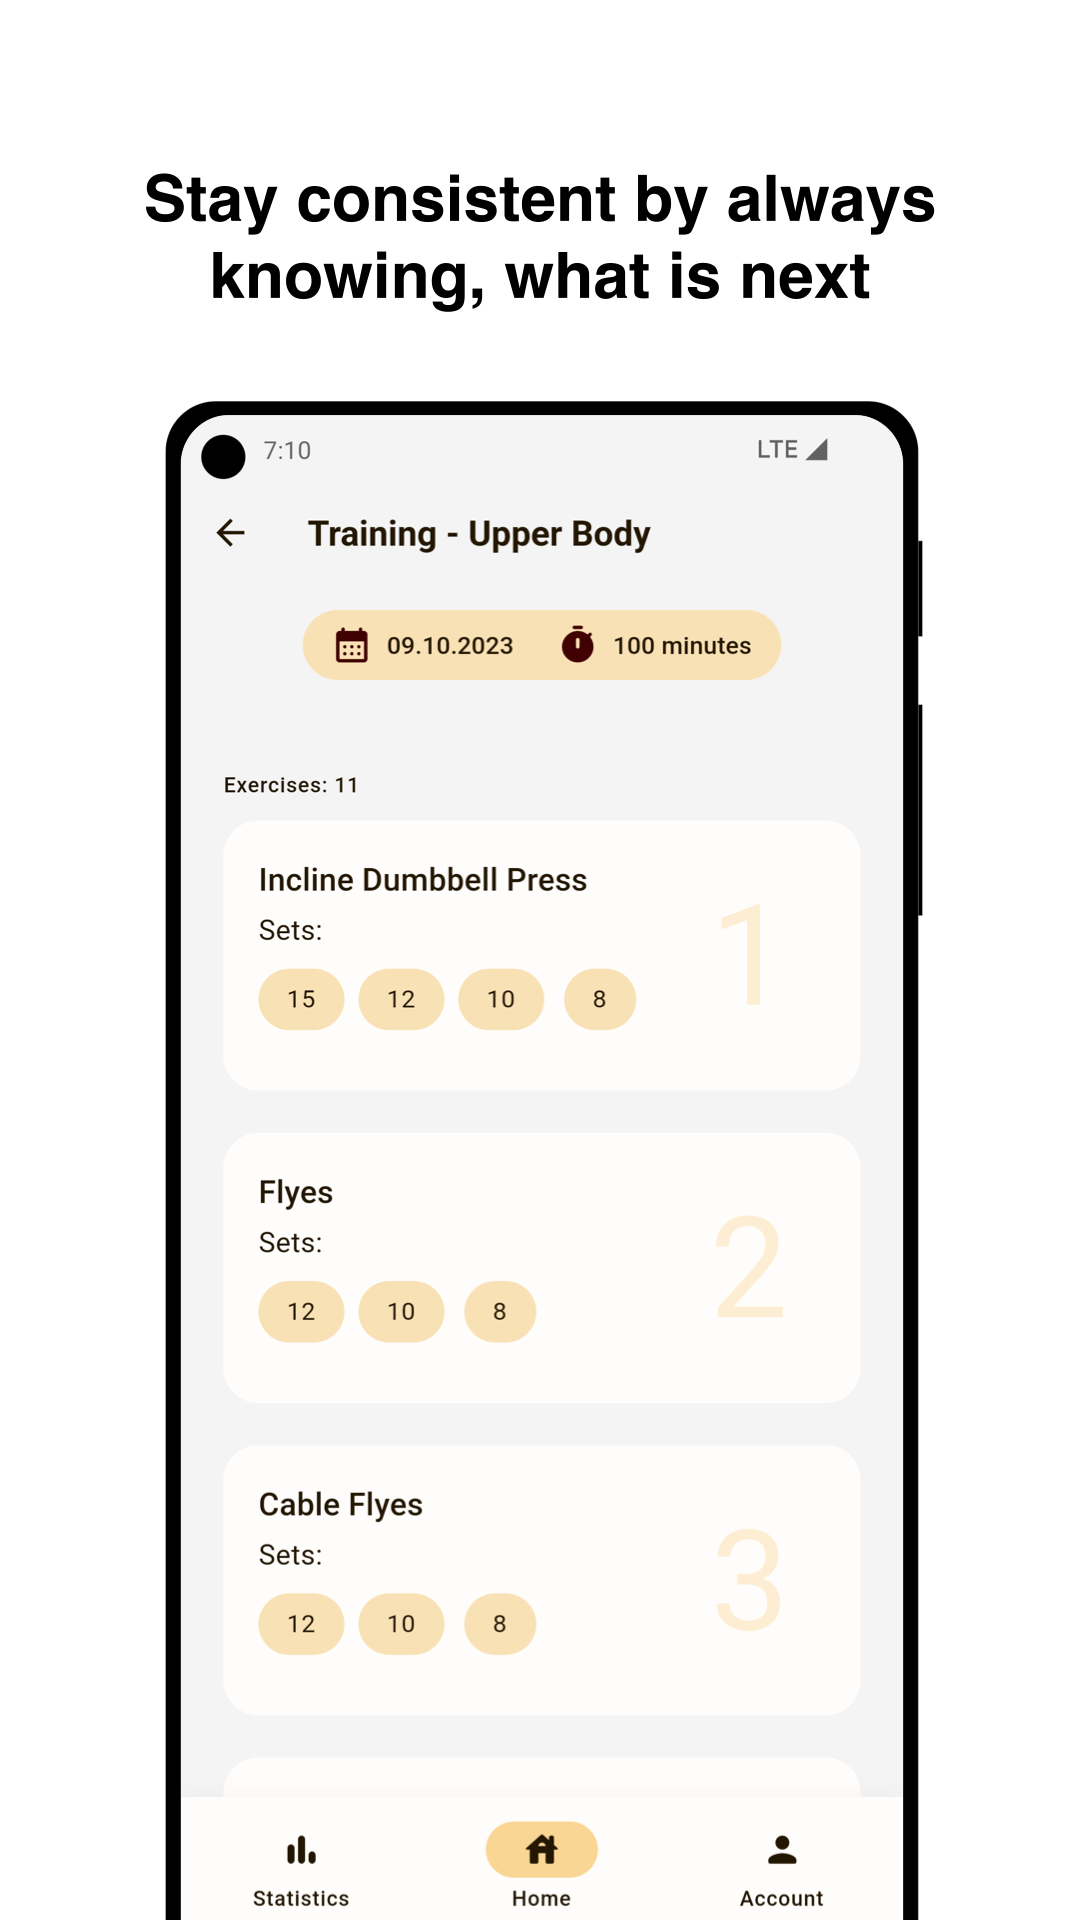 Stay consistent by always
knowing, what is next
7:10 LTE
Training - Upper Body
09.10.2023 100 minutes
Exercises: 11
Incline Dumbbell Press
Sets:
1
15 12 10 8
Flyes
Sets:
2
12 10 8
Cable Flyes
Sets:
3
12 10 8
Statistics Home Account